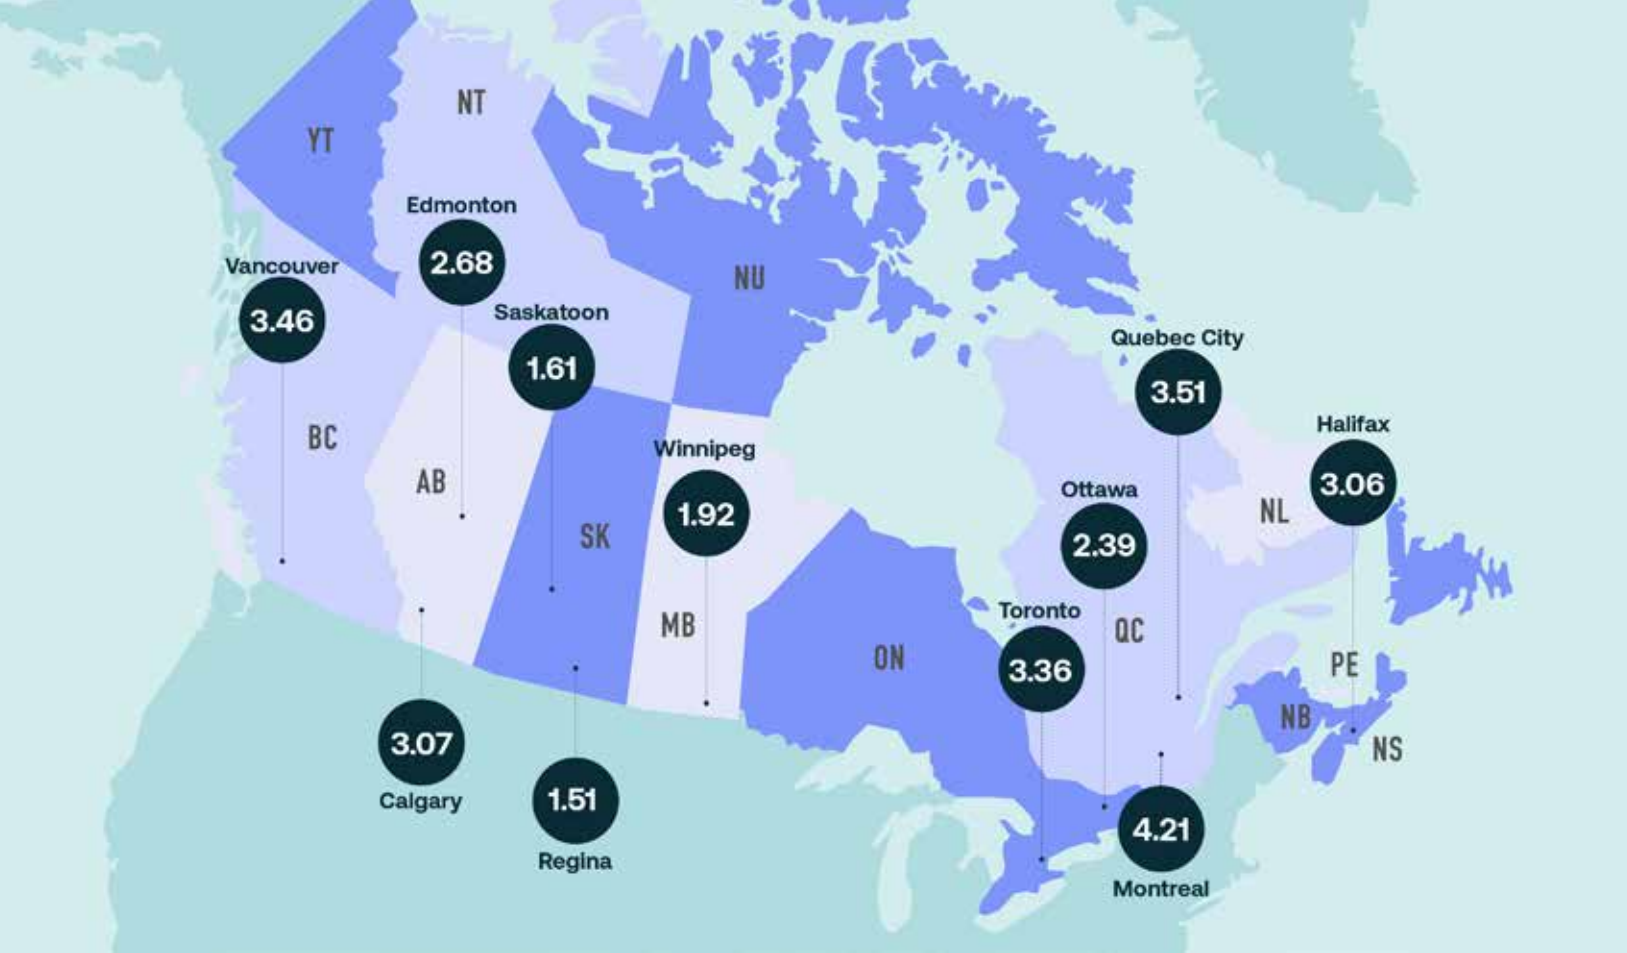 NT
YT
Edmonton
2.68
Vancouver
3.46
NU
Saskatoon
1.61
Quebec City
3.51
BC
Halifax
3.06
Winnipeg
1.92
AB
Ottawa
2.39
NL
SK
Toronto
3.36
MB
QC
ON
PE
NB
NS
3.07
Calgary
1.51
Regina
4.21
Montreal